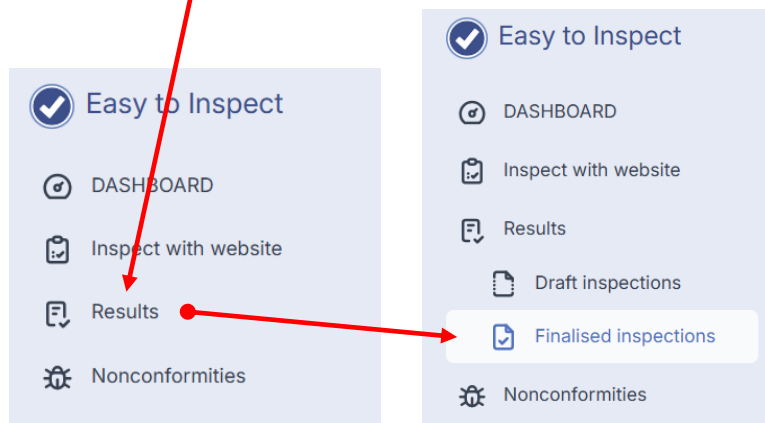 Easy to Inspect
DASHBOARD
Inspect with website
Results
Nonconformities
Easy to Inspect
DASHBOARD
Inspect with website
Results
Draft inspections
Finalised inspections
Nonconformities